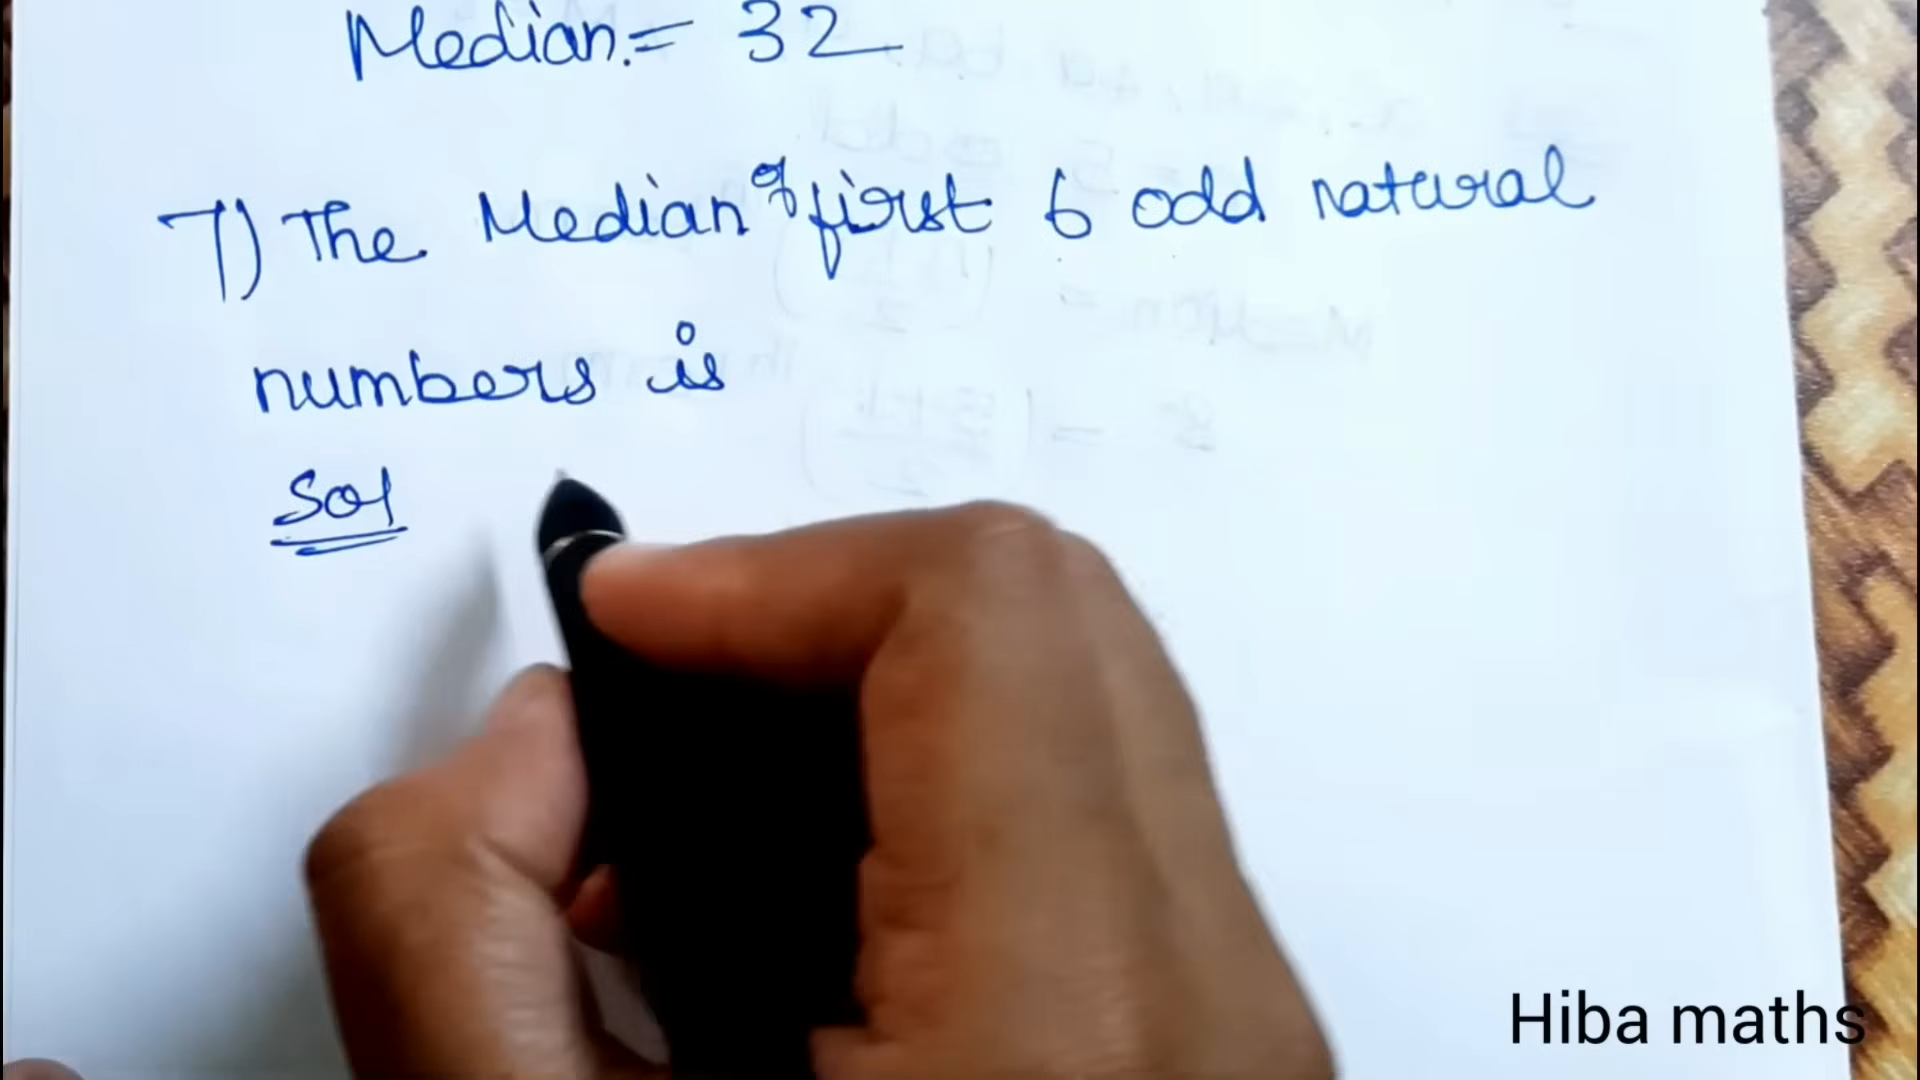 Median.= 32
7) The Median of first 6 odd natural
numbers is
Sol
Hiba maths